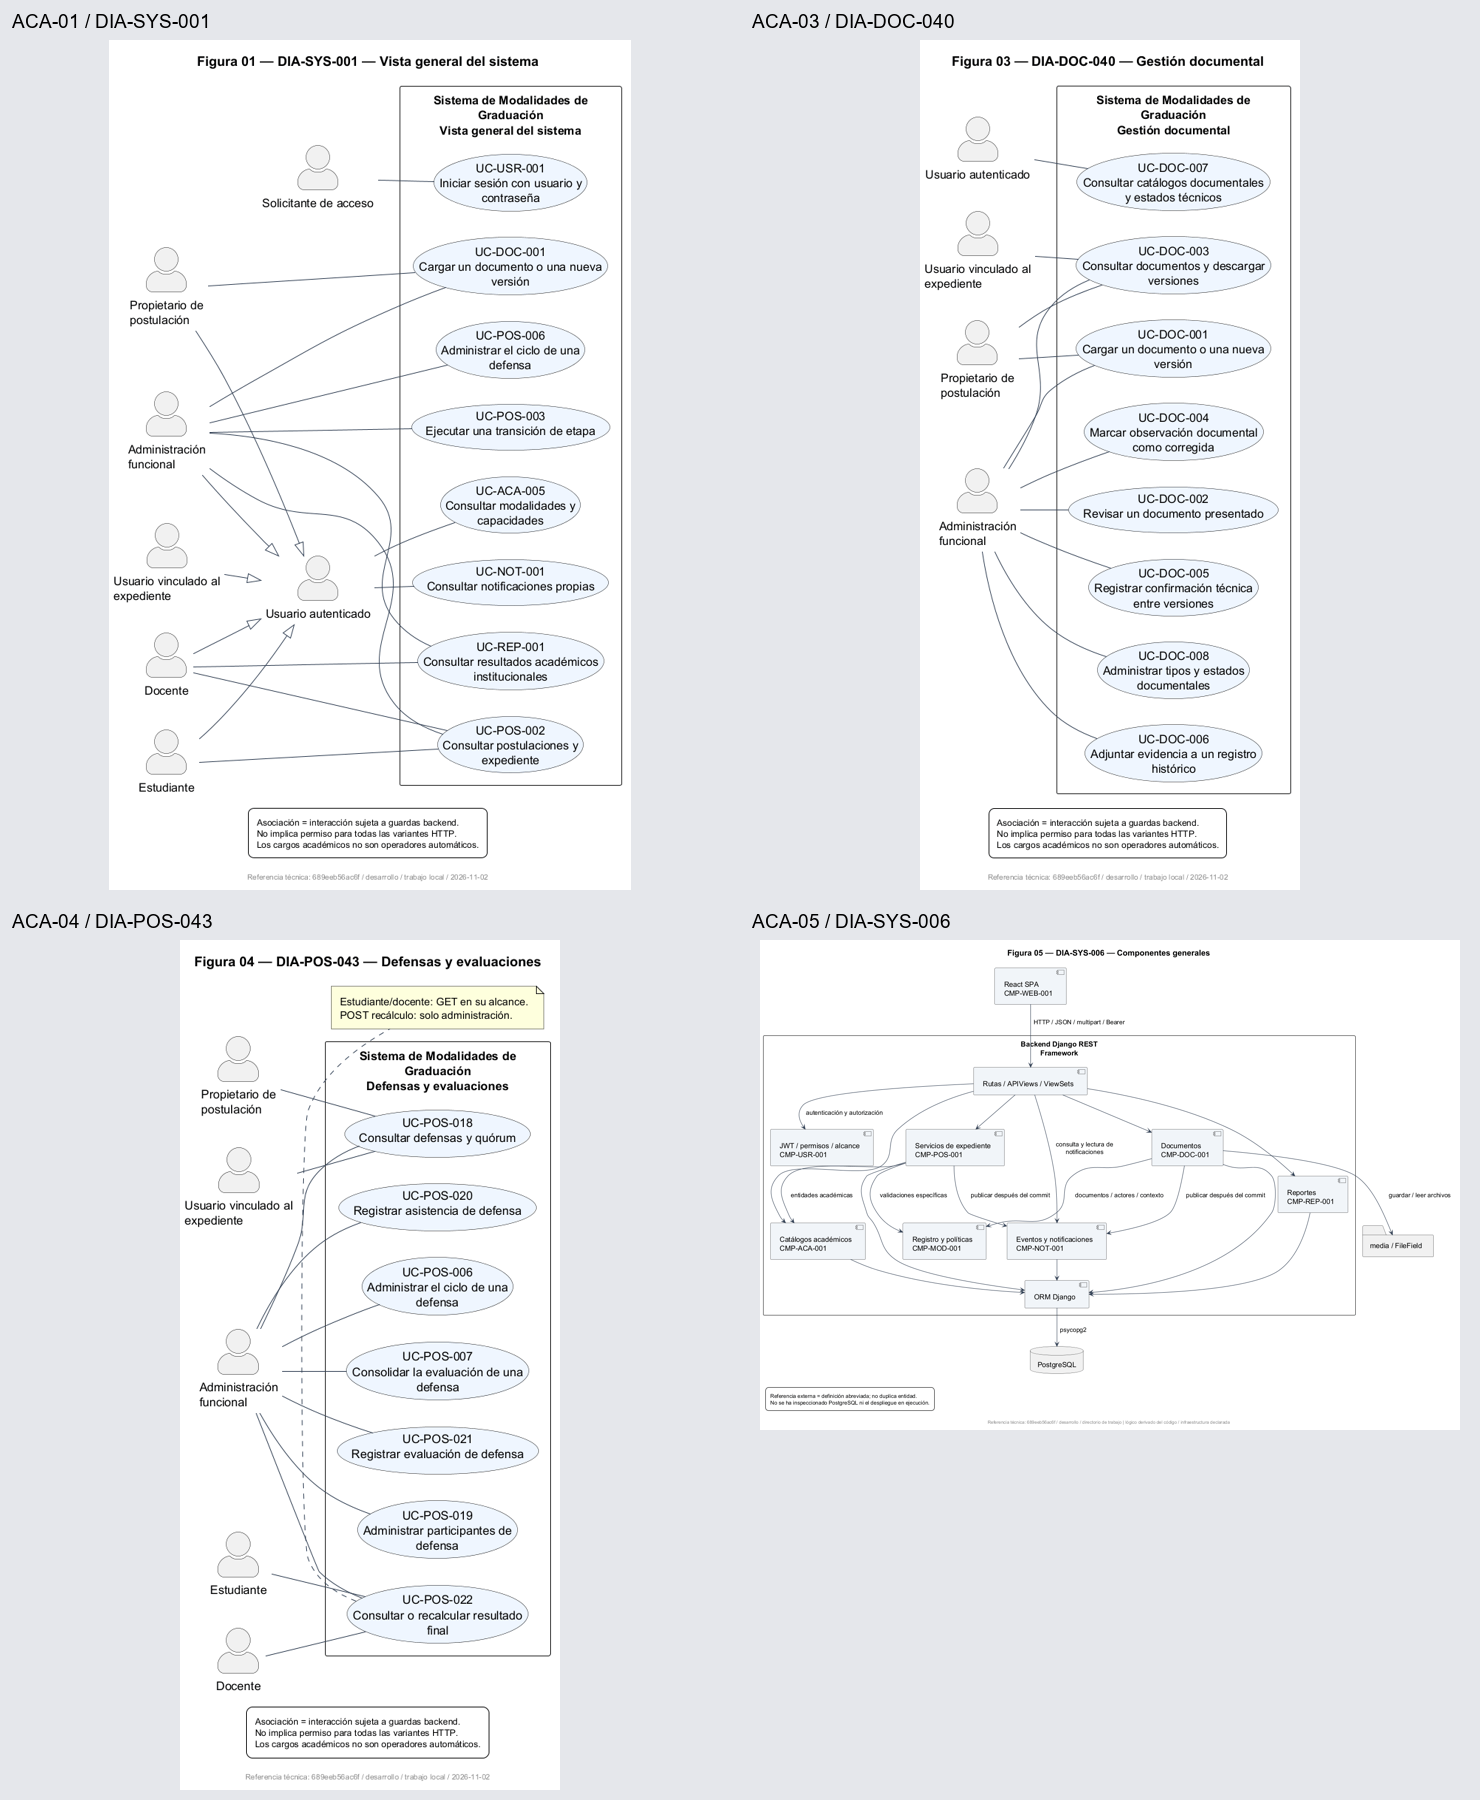 ACA-01 / DIA-SYS-001
Figura 01 — DIA-SYS-001 — Vista general del sistema
Sistema de Modalidades de
Graduación
Vista general del sistema
Solicitante de acceso
UC-USR-001
Iniciar sesión con usuario y
contraseña
Propietario de
postulación
UC-DOC-001
Cargar un documento o una nueva
versión
UC-POS-006
Administrar el ciclo de una
defensa
Administración
funcional
UC-POS-003
Ejecutar una transición de etapa
UC-ACA-005
Consultar modalidades y
capacidades
Usuario vinculado al
expediente
Usuario autenticado
UC-NOT-001
Consultar notificaciones propias
Docente
UC-REP-001
Consultar resultados académicos
institucionales
Estudiante
UC-POS-002
Consultar postulaciones y
expediente
Asociación = interacción sujeta a guardas backend.
No implica permiso para todas las variantes HTTP.
Los cargos académicos no son operadores automáticos.
Referencia técnica: 689eeb56ac6f / desarrollo / trabajo local / 2026-11-02
ACA-03 / DIA-DOC-040
Figura 03 — DIA-DOC-040 — Gestión documental
Sistema de Modalidades de
Graduación
Gestión documental
Usuario autenticado
UC-DOC-007
Consultar catálogos documentales
y estados técnicos
Usuario vinculado al
expediente
UC-DOC-003
Consultar documentos y descargar
versiones
Propietario de
postulación
UC-DOC-001
Cargar un documento o una nueva
versión
UC-DOC-004
Marcar observación documental
como corregida
Administración
funcional
UC-DOC-002
Revisar un documento presentado
UC-DOC-005
Registrar confirmación técnica
entre versiones
UC-DOC-008
Administrar tipos y estados
documentales
UC-DOC-006
Adjuntar evidencia a un registro
histórico
Asociación = interacción sujeta a guardas backend.
No implica permiso para todas las variantes HTTP.
Los cargos académicos no son operadores automáticos.
Referencia técnica: 689eeb56ac6f / desarrollo / trabajo local / 2026-11-02
ACA-04 / DIA-POS-043
Figura 04 — DIA-POS-043 — Defensas y evaluaciones
Estudiante/docente: GET en su alcance.
POST recálculo: solo administración.
Sistema de Modalidades de
Graduación
Defensas y evaluaciones
Propietario de
postulación
UC-POS-018
Consultar defensas y quórum
Usuario vinculado al
expediente
UC-POS-020
Registrar asistencia de defensa
UC-POS-006
Administrar el ciclo de una
defensa
Administración
funcional
UC-POS-007
Consolidar la evaluación de una
defensa
UC-POS-021
Registrar evaluación de defensa
UC-POS-019
Administrar participantes de
defensa
Estudiante
UC-POS-022
Consultar o recalcular resultado
final
Docente
Asociación = interacción sujeta a guardas backend.
No implica permiso para todas las variantes HTTP.
Los cargos académicos no son operadores automáticos.
Referencia técnica: 689eeb56ac6f / desarrollo / trabajo local / 2026-11-02
ACA-05 / DIA-SYS-006
Figura 05 — DIA-SYS-006 — Componentes generales
React SPA
CMP-WEB-001
HTTP / JSON / multipart / Bearer
Backend Django REST
Framework
Rutas / APIViews / ViewSets
autenticación y autorización
JWT / permisos / alcance
CMP-USR-001
Servicios de expediente
CMP-POS-001
consulta y lectura de
notificaciones
Documentos
CMP-DOC-001
Reportes
CMP-REP-001
entidades académicas
validaciones específicas
publicar después del commit
documentos / actores / contexto
publicar después del commit
guardar / leer archivos
Catálogos académicos
CMP-ACA-001
Registro y políticas
CMP-MOD-001
Eventos y notificaciones
CMP-NOT-001
media / FileField
ORM Django
psycopg2
PostgreSQL
Referencia externa = definición abreviada; no duplica entidad.
No se ha inspeccionado PostgreSQL ni el despliegue en ejecución.